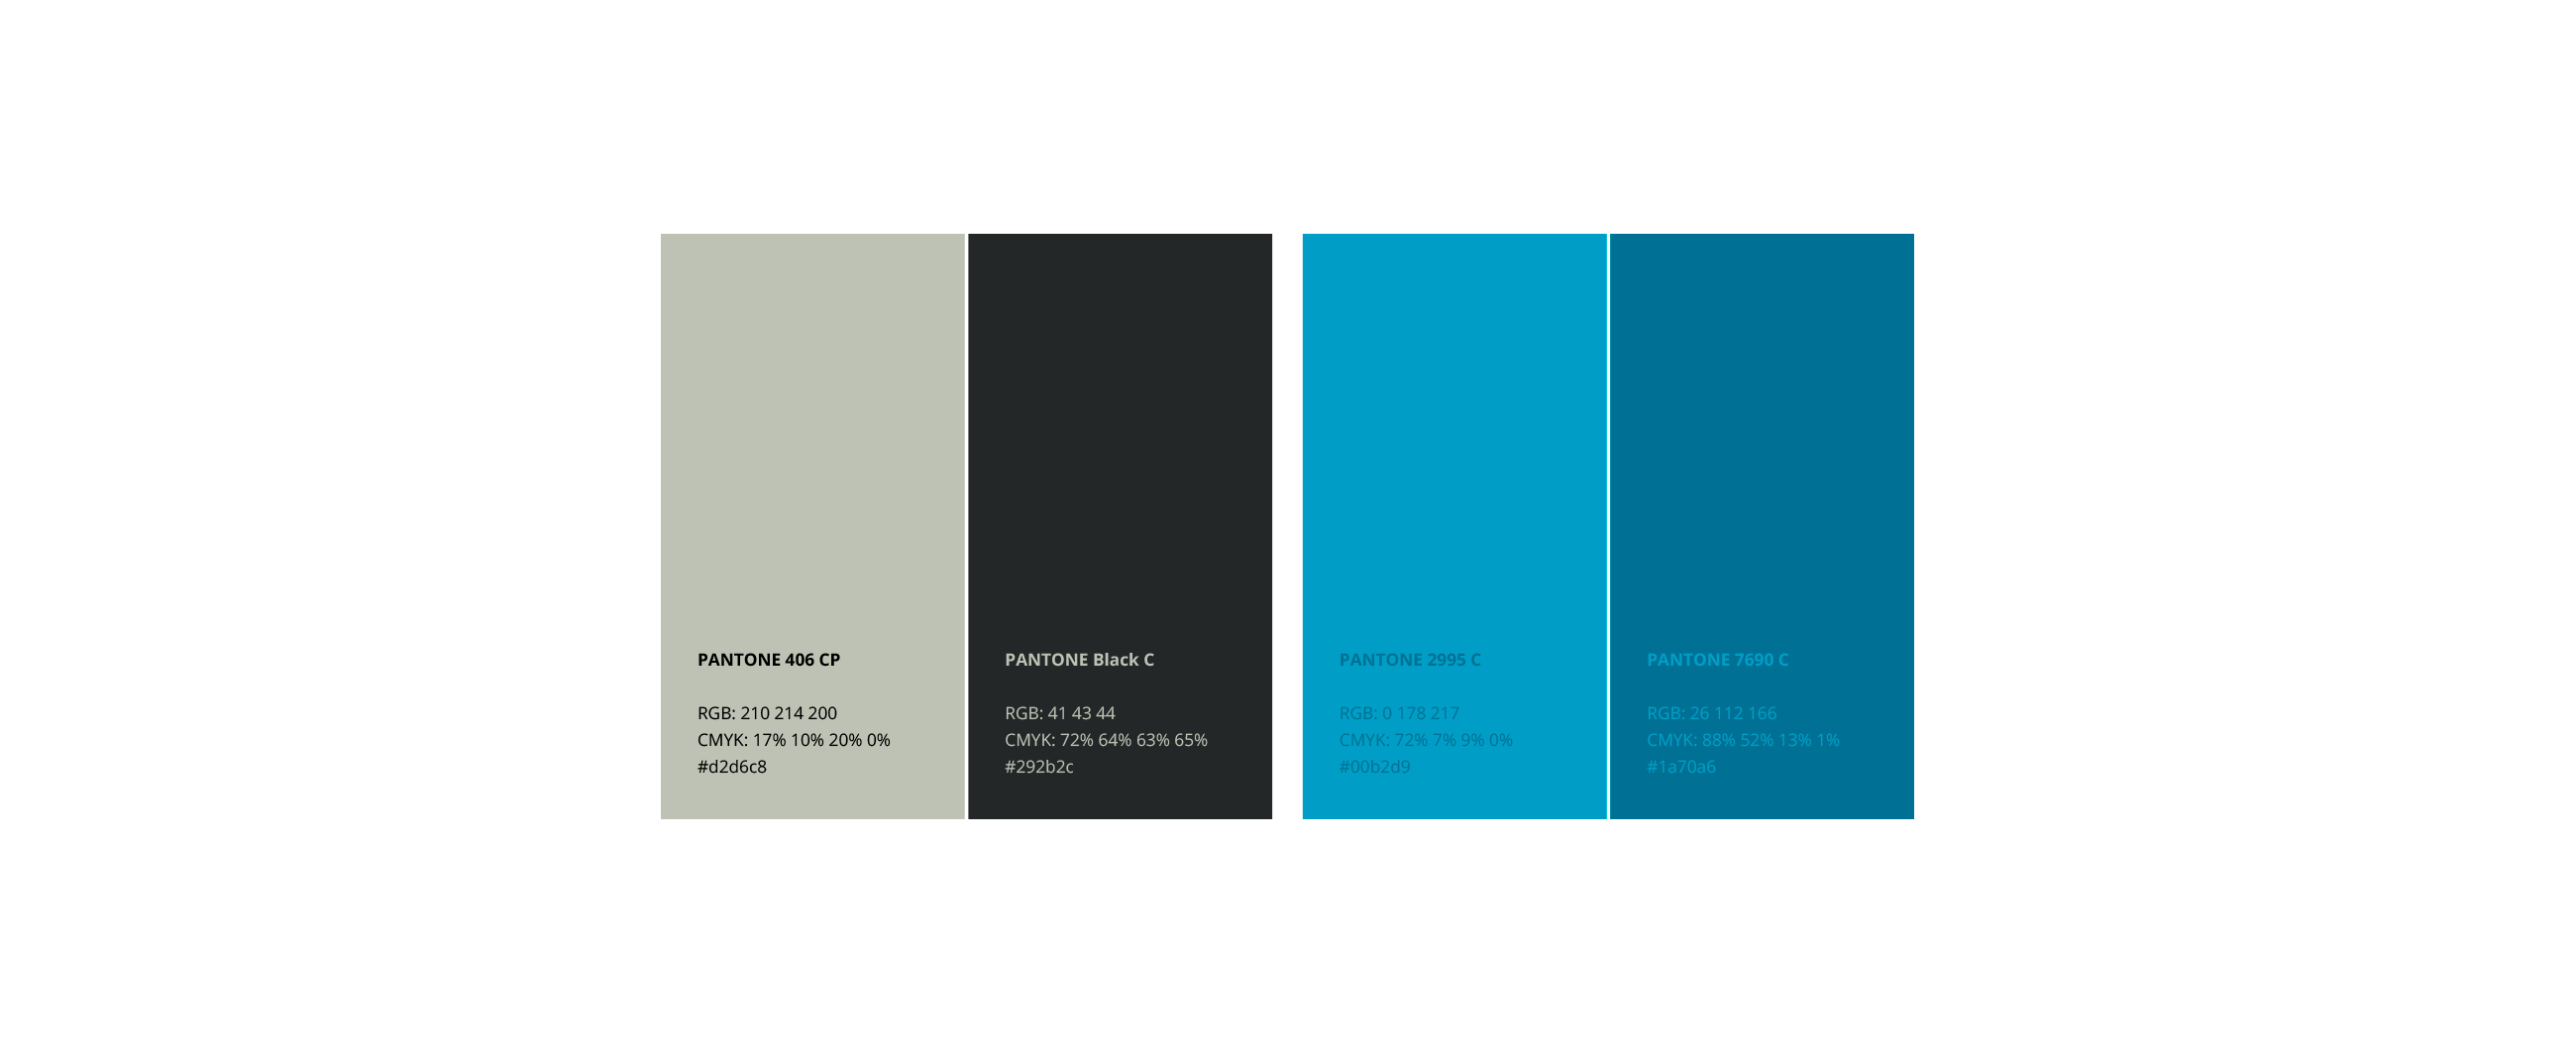 PANTONE 406 CP
RGB: 210 214 200
CMYK: 17% 10% 20% 0%
#d2d6c8
PANTONE Black C
RGB: 41 43 44
CMYK: 72% 64% 63% 65%
#292b2c
PANTONE 2995 C
RGB: 0 178 217
CMYK: 72% 7% 9% 0%
#00b2d9
PANTONE 7690 C
RGB: 26 112 166
CMYK: 88% 52% 13% 1%
#1a70a6